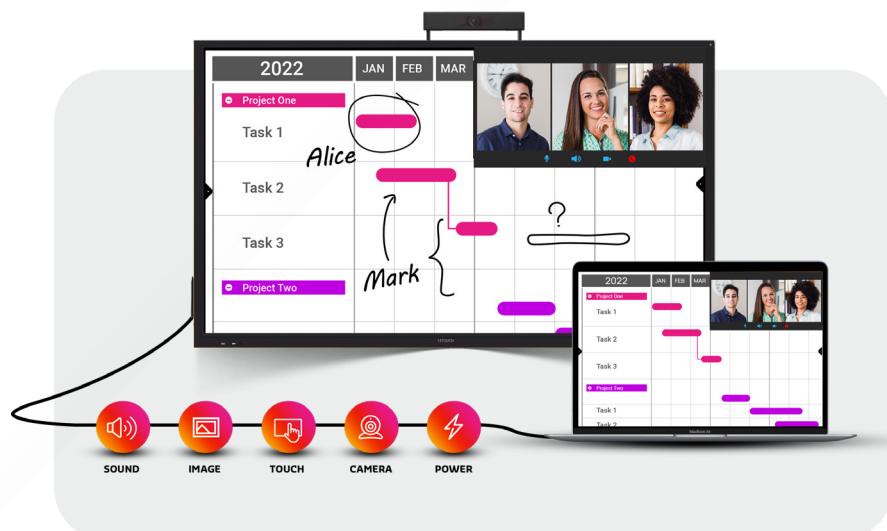 2022 JAN FEB MAR
Project One
Task 1
Alice
Task 2
?
Task 3
Mark
Project Two
2022 JAN FEB MAR
Project One
Task 1
Task 2
Task 3
Project Two
Task 1
Task 2
MacBook Air
SOUND IMAGE TOUCH CAMERA POWER